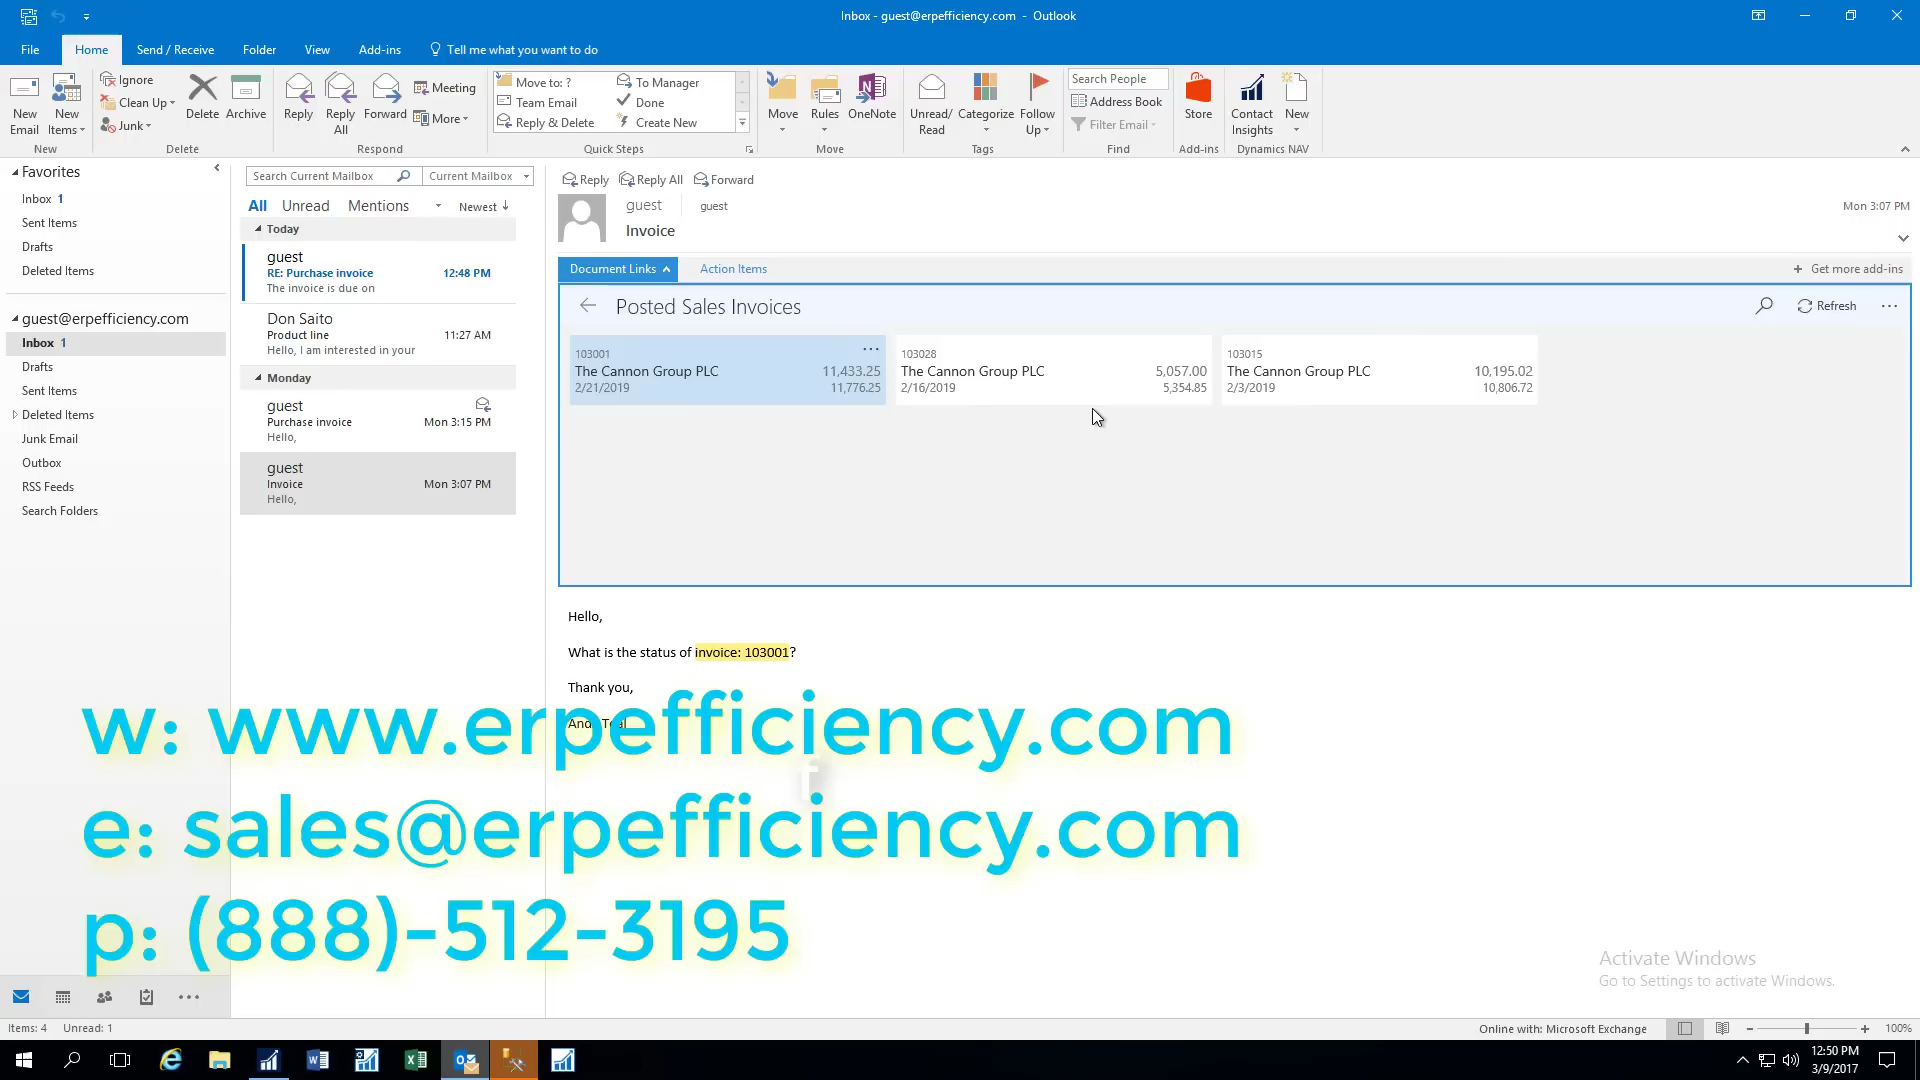 Inbox - guest@erpefficiency.com - Outlook
File Home Send / Receive Folder View Add-ins Tell me what you want to do
New Email
New Items
New
Ignore
Clean Up
Junk
Delete
Archive
Delete
Reply
Reply All
Forward
Meeting
More
Respond
Move to: ?
Team Email
Reply & Delete
To Manager
Done
Create New
Quick Steps
Move
Rules
OneNote
Move
Unread/ Read
Categorize
Follow Up
Tags
Search People
Address Book
Filter Email
Find
Store
Add-ins
Contact Insights
New
Dynamics NAV
Favorites
Inbox 1
Sent Items
Drafts
Deleted Items
guest@erpefficiency.com
Inbox 1
Drafts
Sent Items
Deleted Items
Junk Email
Outbox
RSS Feeds
Search Folders
Search Current Mailbox Current Mailbox
All Unread Mentions Newest
Today
guest
RE: Purchase invoice 12:48 PM
The invoice is due on
Don Saito
Product line 11:27 AM
Hello, I am interested in your
Monday
guest
Purchase invoice Mon 3:15 PM
Hello,
guest
Invoice Mon 3:07 PM
Hello,
Reply Reply All Forward
guest guest Mon 3:07 PM
Invoice
Document Links Action Items + Get more add-ins
Posted Sales Invoices Refresh
103001
The Cannon Group PLC 11,433.25
2/21/2019 11,776.25
103028
The Cannon Group PLC 5,057.00
2/16/2019 5,354.85
103015
The Cannon Group PLC 10,195.02
2/3/2019 10,806.72
Hello,
What is the status of invoice: 103001?
Thank you,
w: www.erpefficiency.com
f
e: sales@erpefficiency.com
p: (888)-512-3195
Activate Windows
Go to Settings to activate Windows.
Items: 4 Unread: 1 Online with: Microsoft Exchange 100%
12:50 PM
3/9/2017